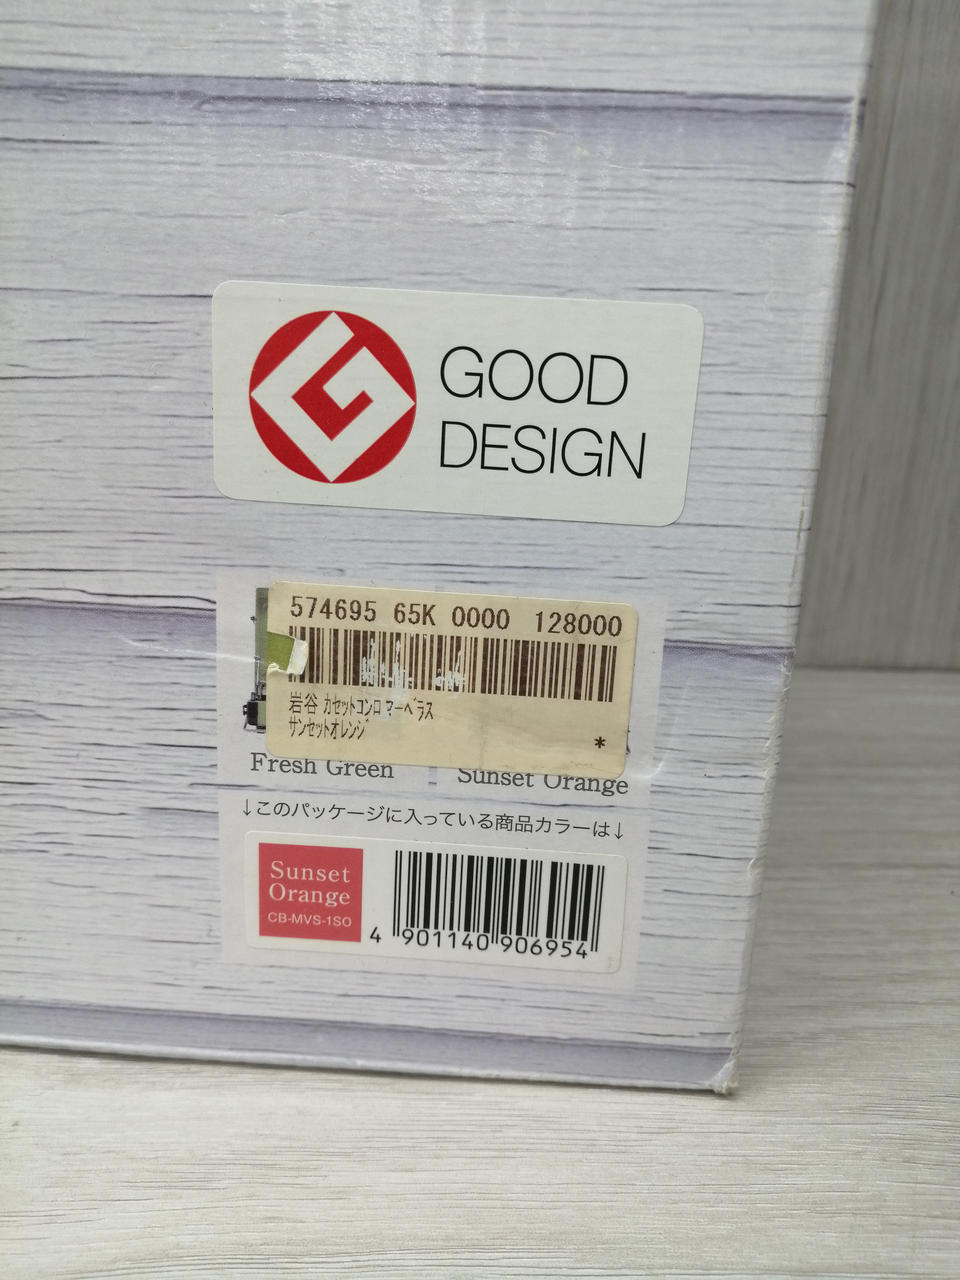 GOOD
DESIGN
574695 65K 0000 128000
岩谷 カセットコンロ マーベラス
サンセットオレンジ
*
Fresh Green
Sunset Orange
↓このパッケージに入っている商品カラーは↓
Sunset
Orange
CB-MVS-1SO
4 901140 906954